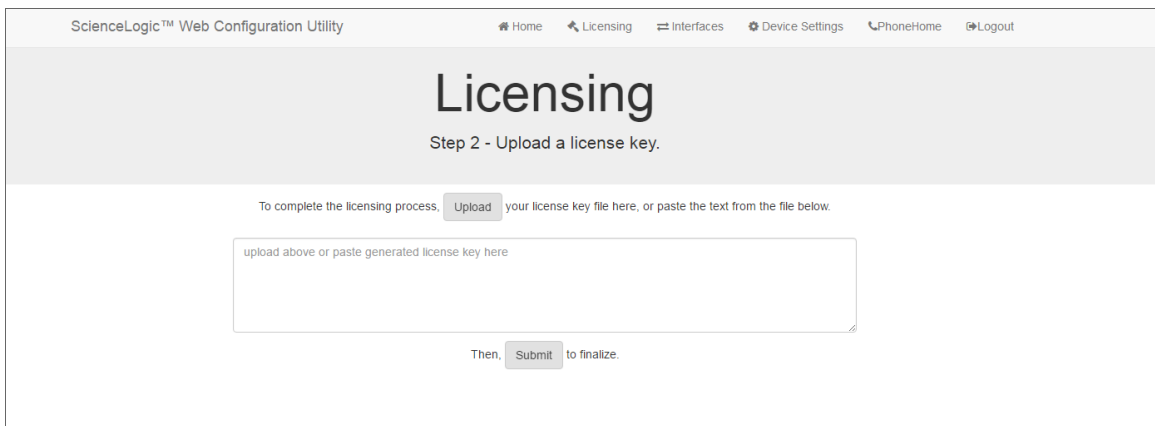 ScienceLogic™ Web Configuration Utility Home Licensing Interfaces Device Settings PhoneHome Logout
Licensing
Step 2 - Upload a license key.
To complete the licensing process, Upload your license key file here, or paste the text from the file below.
upload above or paste generated license key here
Then, Submit to finalize.